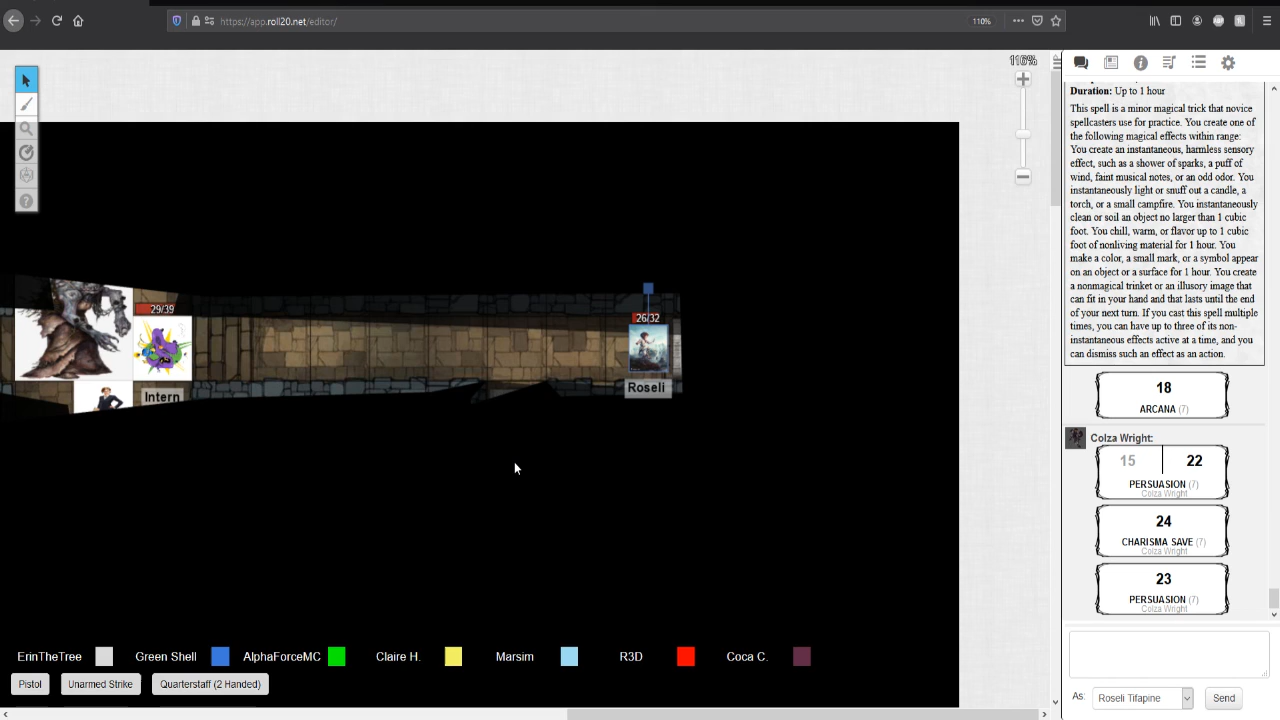 https://app.roll20.net/editor/
110%
116%
29/39
Intern
26/32
Roseli
Duration: Up to 1 hour
This spell is a minor magical trick that novice
spellcasters use for practice. You create one of
the following magical effects within range:
You create an instantaneous, harmless sensory
effect, such as a shower of sparks, a puff of
wind, faint musical notes, or an odd odor. You
instantaneously light or snuff out a candle, a
torch, or a small campfire. You instantaneously
clean or soil an object no larger than 1 cubic
foot. You chill, warm, or flavor up to 1 cubic
foot of nonliving material for 1 hour. You
make a color, a small mark, or a symbol appear
on an object or a surface for 1 hour. You create
a nonmagical trinket or an illusory image that
can fit in your hand and that lasts until the end
of your next turn. If you cast this spell multiple
times, you can have up to three of its non-
instantaneous effects active at a time, and you
can dismiss such an effect as an action.
18
ARCANA (7)
Colza Wright:
15 22
PERSUASION (7)
Colza Wright
24
CHARISMA SAVE (7)
Colza Wright
23
PERSUASION (7)
Colza Wright
ErinTheTree Green Shell AlphaForceMC Claire H. Marsim R3D Coca C.
Pistol Unarmed Strike Quarterstaff (2 Handed)
As: Roseli Tifapine Send